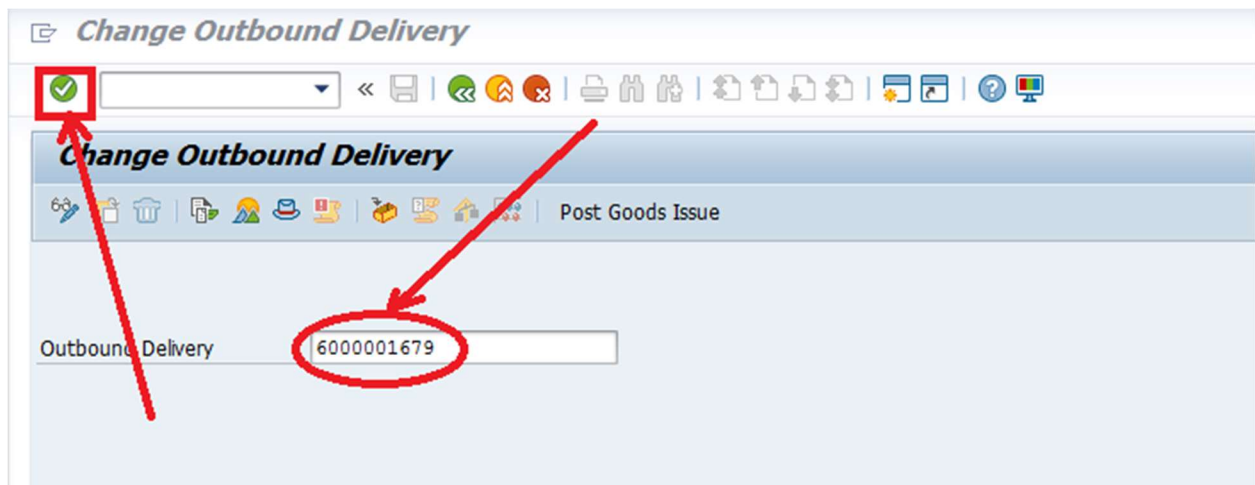 Change Outbound Delivery
Change Outbound Delivery
Post Goods Issue
Outbound Delivery 6000001679